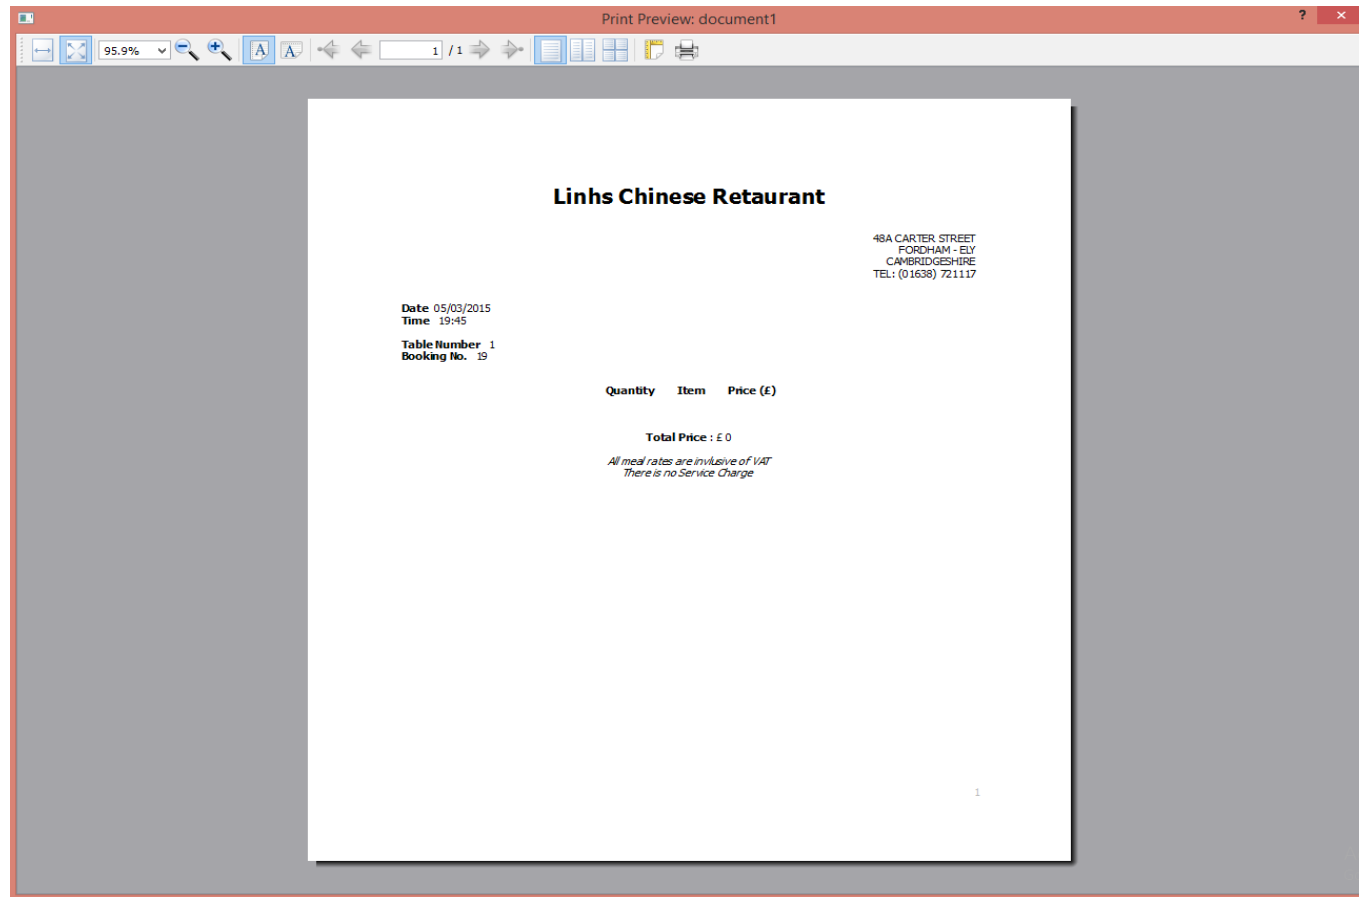 Print Preview: document1
?
95.9%
A A
1 / 1
Linhs Chinese Retaurant
48A CARTER STREET
FORDHAM - ELY
CAMBRIDGESHIRE
TEL: (01638) 721117
Date 05/03/2015
Time 19:45
Table Number 1
Booking No. 19
Quantity Item Price (£)
Total Price : £ 0
All meal rates are invlusive of VAT
There is no Service Charge
1